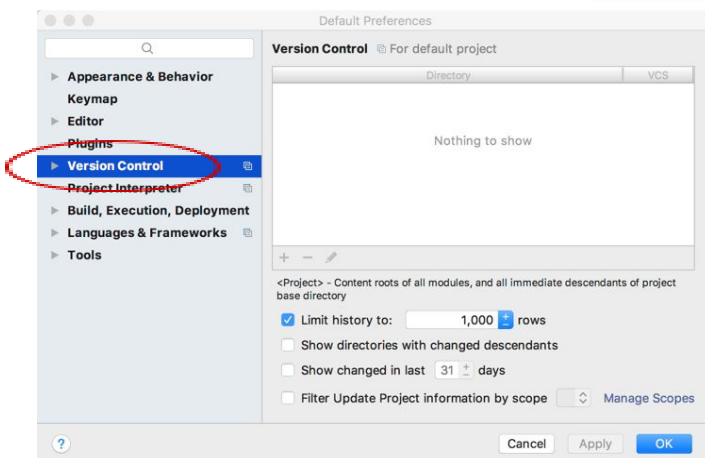 Default Preferences
Appearance & Behavior
Keymap
Editor
Plugins
Version Control
Project Interpreter
Build, Execution, Deployment
Languages & Frameworks
Tools
Version Control For default project
Directory VCS
Nothing to show
+ −
<Project> - Content roots of all modules, and all immediate descendants of project
base directory
Limit history to: 1,000 rows
Show directories with changed descendants
Show changed in last 31 days
Filter Update Project information by scope Manage Scopes
? Cancel Apply OK